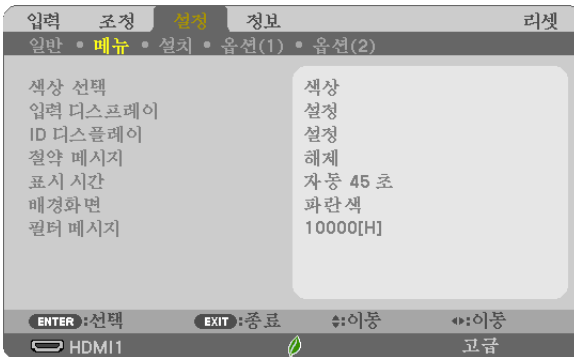 입력 조정 설정 정보 리셋
일반 • 메뉴 • 설치 • 옵션(1) • 옵션(2)
색상 선택 색상
입력 디스프레이 설정
ID 디스플레이 설정
절약 메시지 해제
표시 시간 자동 45 초
배경화면 파란색
필터 메시지 10000[H]
ENTER :선택 EXIT :종료 :이동 :이동
HDMI1 고급